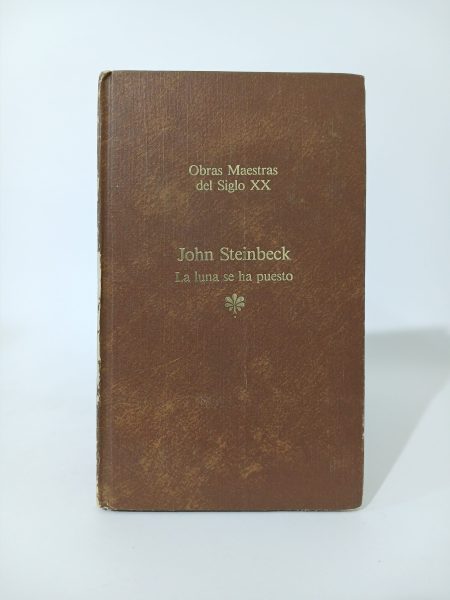 Obras Maestras
del Siglo XX
John Steinbeck
La luna se ha puesto